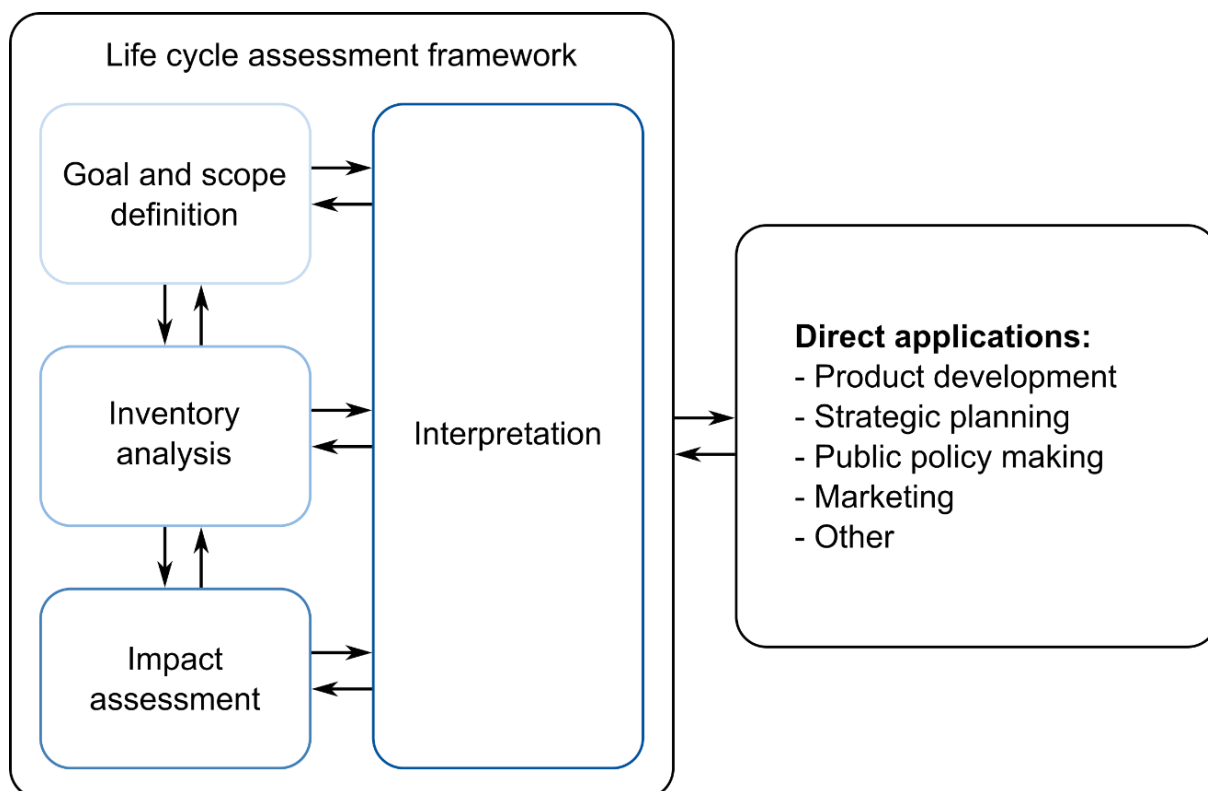 Life cycle assessment framework
Goal and scope
definition
Inventory
analysis
Impact
assessment
Interpretation
Direct applications:
- Product development
- Strategic planning
- Public policy making
- Marketing
- Other